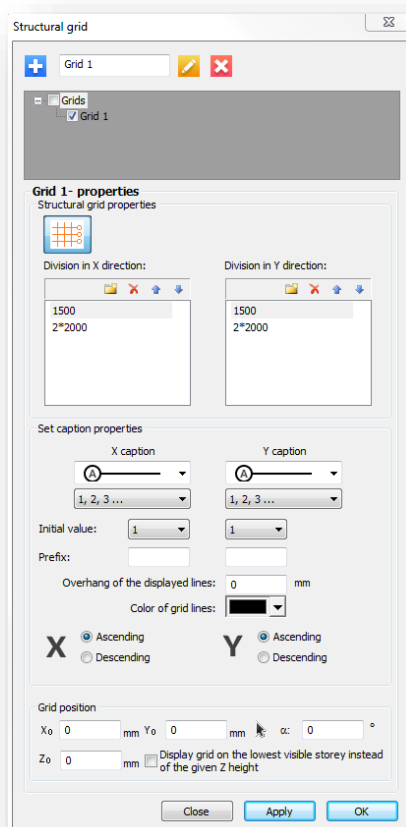 Structural grid
Grid 1
Grids
Grid 1
Grid 1- properties
Structural grid properties
Division in X direction: Division in Y direction:
1500 1500
2*2000 2*2000
Set caption properties
X caption Y caption
A A
1, 2, 3 ... 1, 2, 3 ...
Initial value: 1 1
Prefix:
Overhang of the displayed lines: 0 mm
Color of grid lines:
X Ascending Y Ascending
Descending Descending
Grid position
X0 0 mm Y0 0 mm α: 0 °
Z0 0 mm Display grid on the lowest visible storey instead
of the given Z height
Close Apply OK